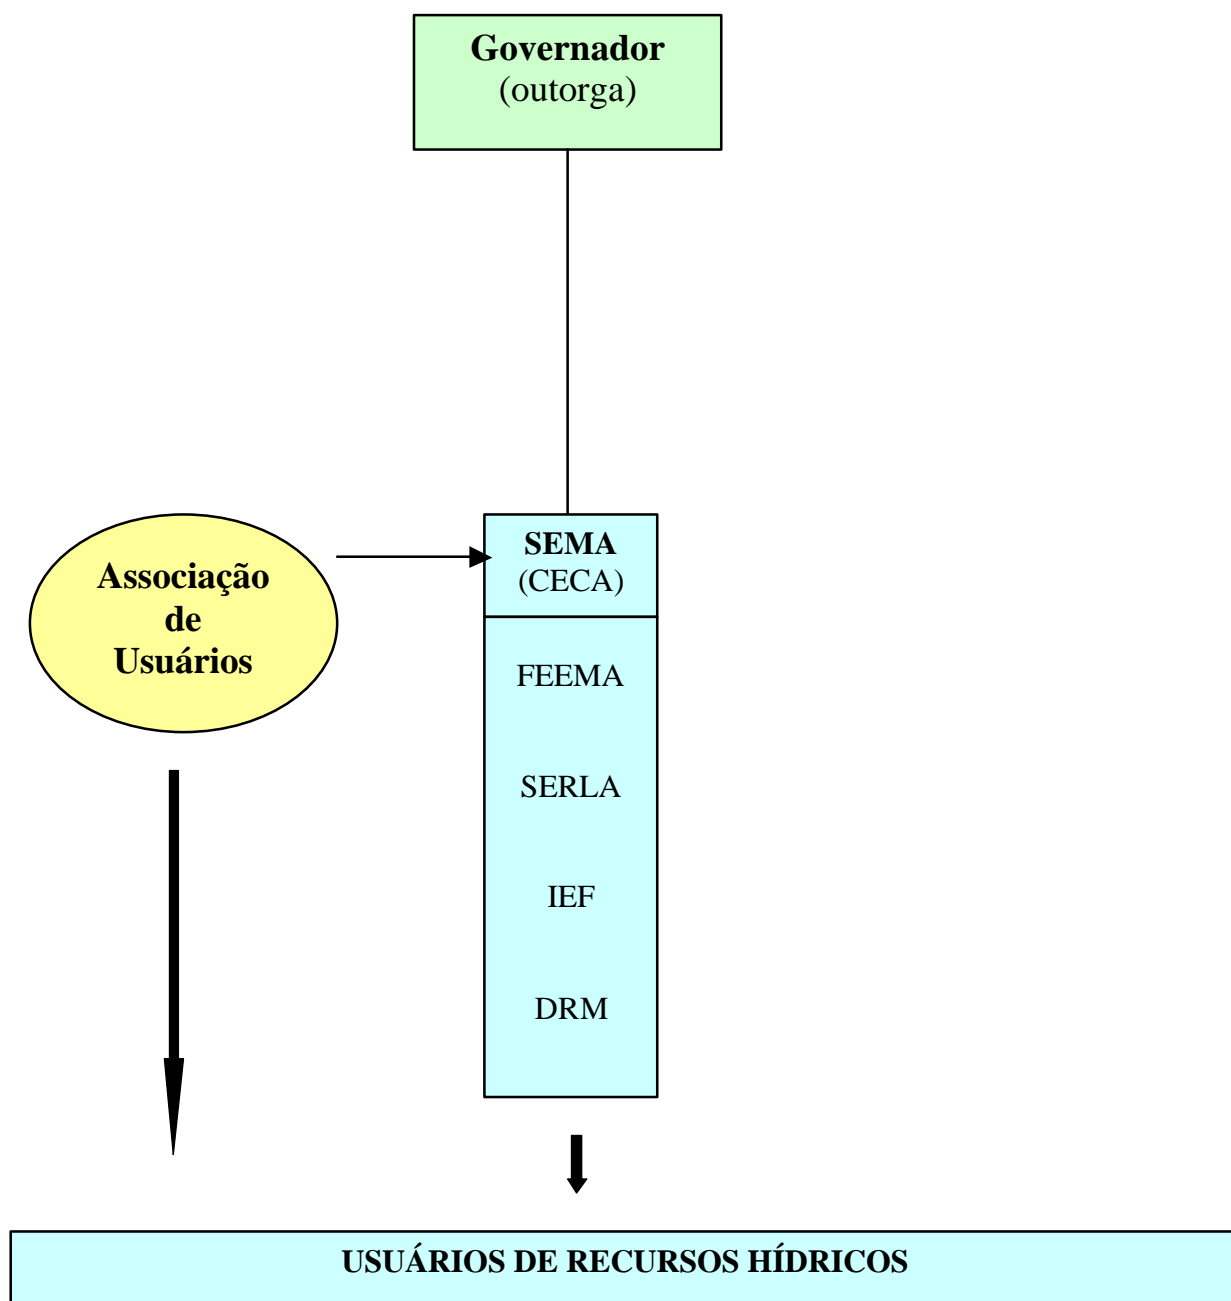 Governador
(outorga)
Associação
de
Usuários
SEMA
(CECA)
FEEMA
SERLA
IEF
DRM
USUÁRIOS DE RECURSOS HÍDRICOS